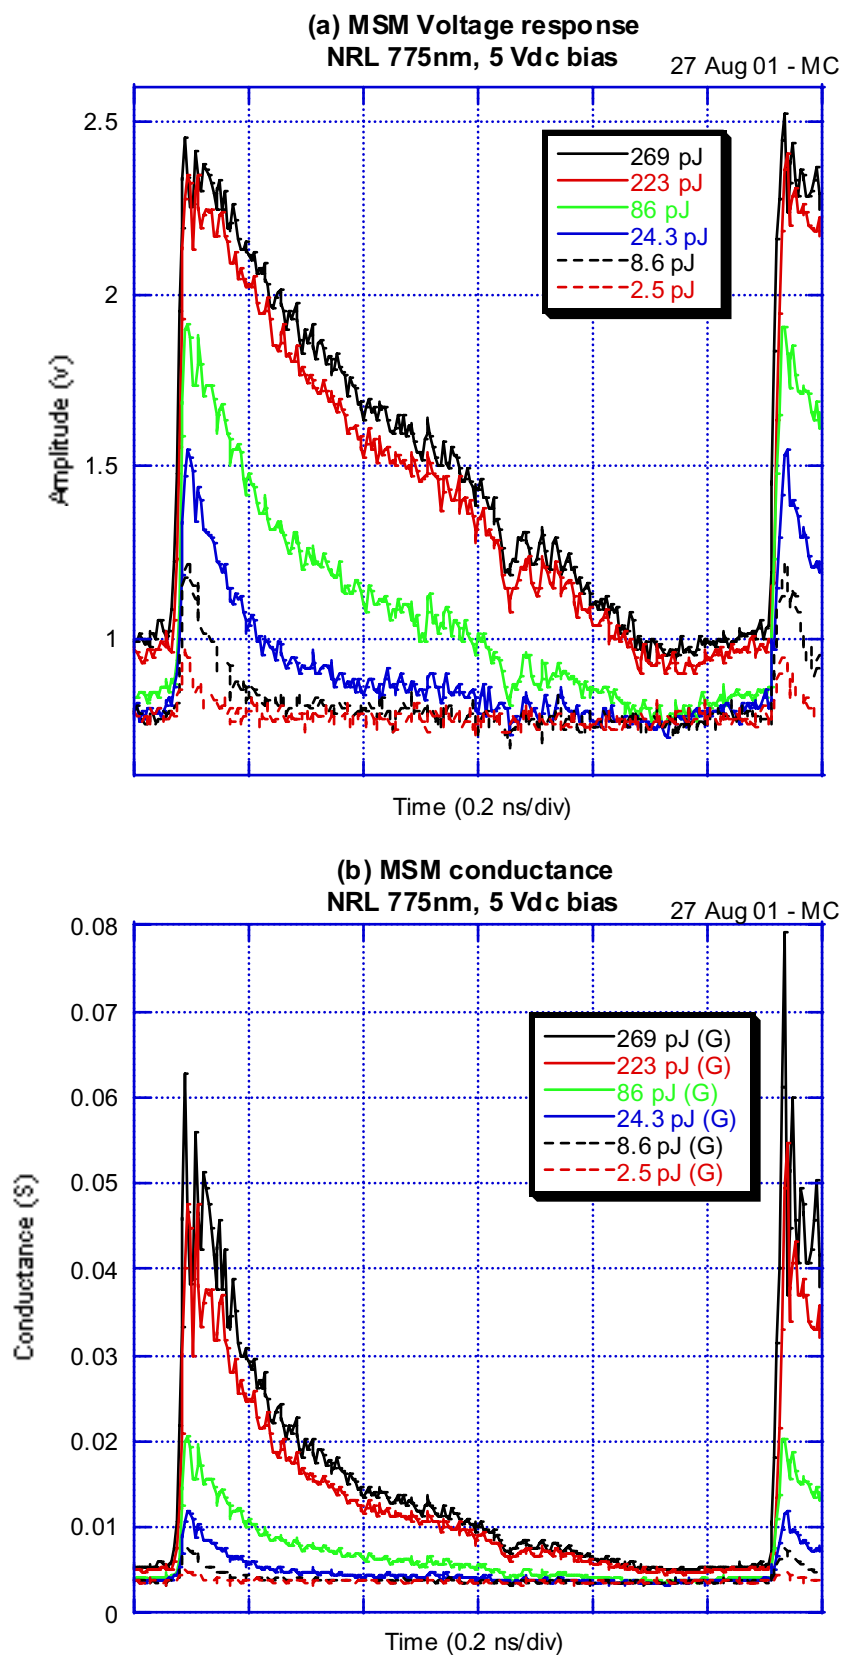 (a) MSM Voltage response
NRL 775nm, 5 Vdc bias
27 Aug 01 - MC
2.5
2
1.5
1
Amplitude (v)
269 pJ
223 pJ
86 pJ
24.3 pJ
8.6 pJ
2.5 pJ
Time (0.2 ns/div)
(b) MSM conductance
NRL 775nm, 5 Vdc bias
27 Aug 01 - MC
0.08
0.07
0.06
0.05
0.04
0.03
0.02
0.01
0
Conductance (S)
269 pJ (G)
223 pJ (G)
86 pJ (G)
24.3 pJ (G)
8.6 pJ (G)
2.5 pJ (G)
Time (0.2 ns/div)